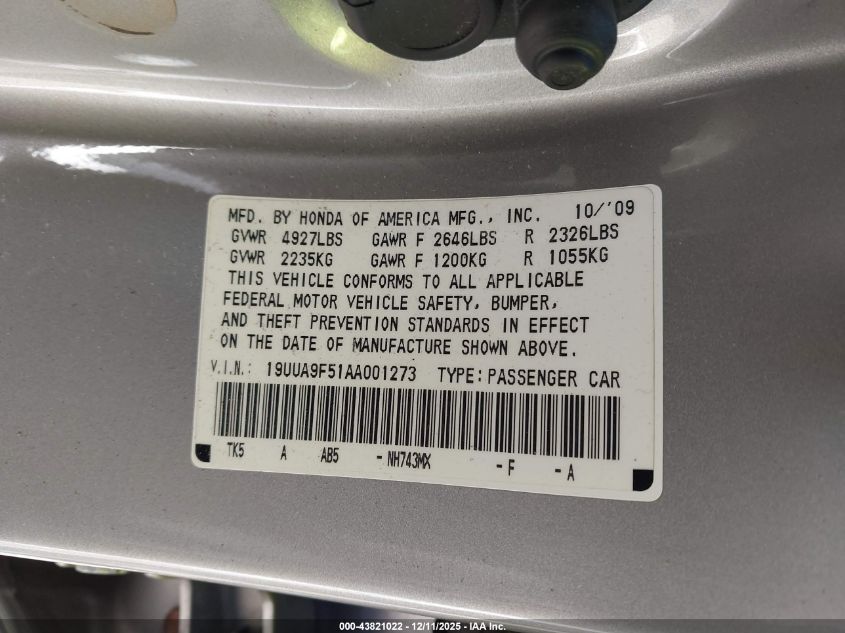 MFD. BY HONDA OF AMERICA MFG., INC. 10/'09
GVWR 4927LBS GAWR F 2646LBS R 2326LBS
GVWR 2235KG GAWR F 1200KG R 1055KG
THIS VEHICLE CONFORMS TO ALL APPLICABLE
FEDERAL MOTOR VEHICLE SAFETY, BUMPER,
AND THEFT PREVENTION STANDARDS IN EFFECT
ON THE DATE OF MANUFACTURE SHOWN ABOVE.
V.I.N.: 19UUA9F51AA001273 TYPE:PASSENGER CAR
TK5 A AB5 -NH743MX -F -A
000-43821022 - 12/11/2025 - IAA Inc.